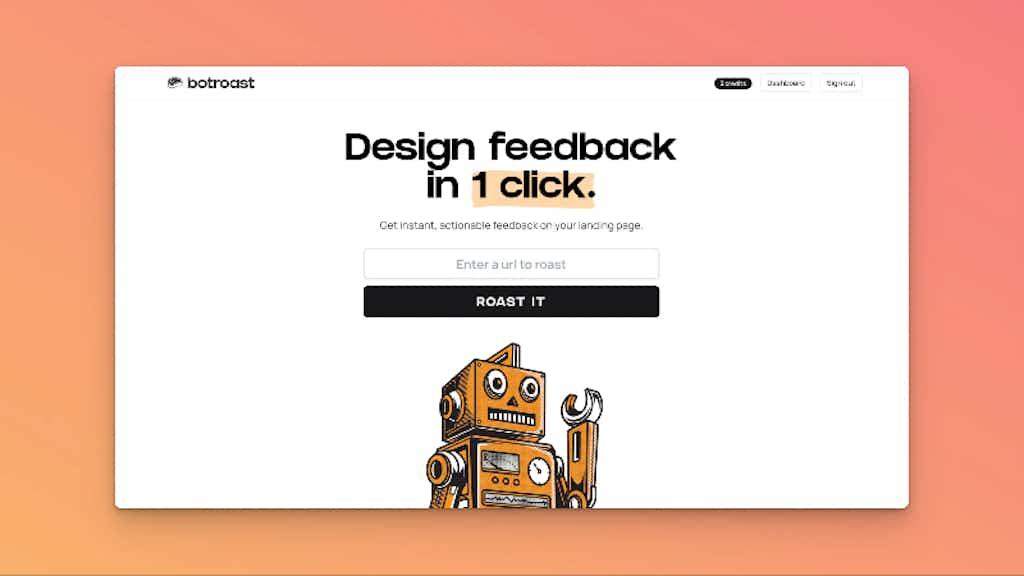 botroast
credits
Dashboard
Sign out
Design feedback
in 1 click.
Get instant, actionable feedback on your landing page.
Enter a url to roast
ROAST IT